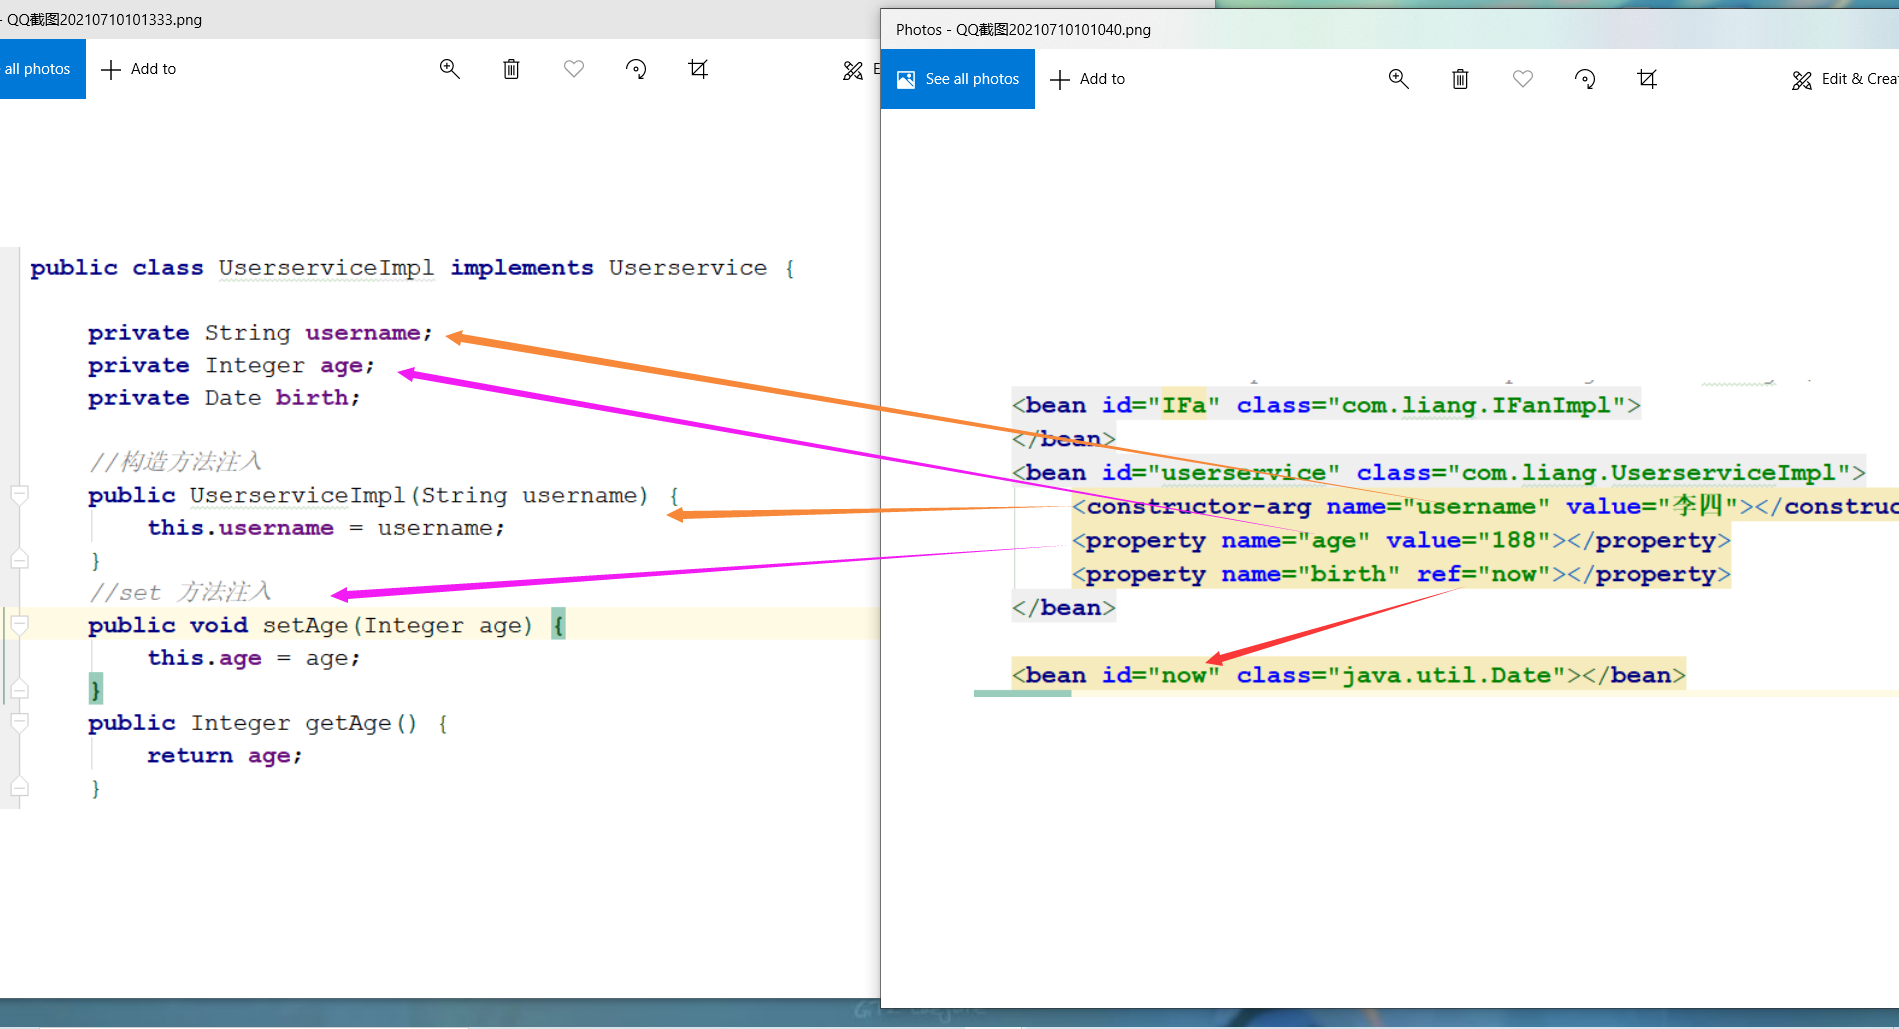 - QQ截图20210710101333.png
all photos
Add to
public class UserserviceImpl implements Userservice {
private String username;
private Integer age;
private Date birth;
//构造方法注入
public UserserviceImpl(String username) {
this.username = username;
}
//set 方法注入
public void setAge(Integer age) {
this.age = age;
}
public Integer getAge() {
return age;
}
Photos - QQ截图20210710101040.png
See all photos
Add to
Edit & Crea
<bean id="IFa" class="com.liang.IFanImpl">
</bean>
<bean id="userservice" class="com.liang.UserserviceImpl">
<constructor-arg name="username" value="李四"></construc
<property name="age" value="188"></property>
<property name="birth" ref="now"></property>
</bean>
<bean id="now" class="java.util.Date"></bean>